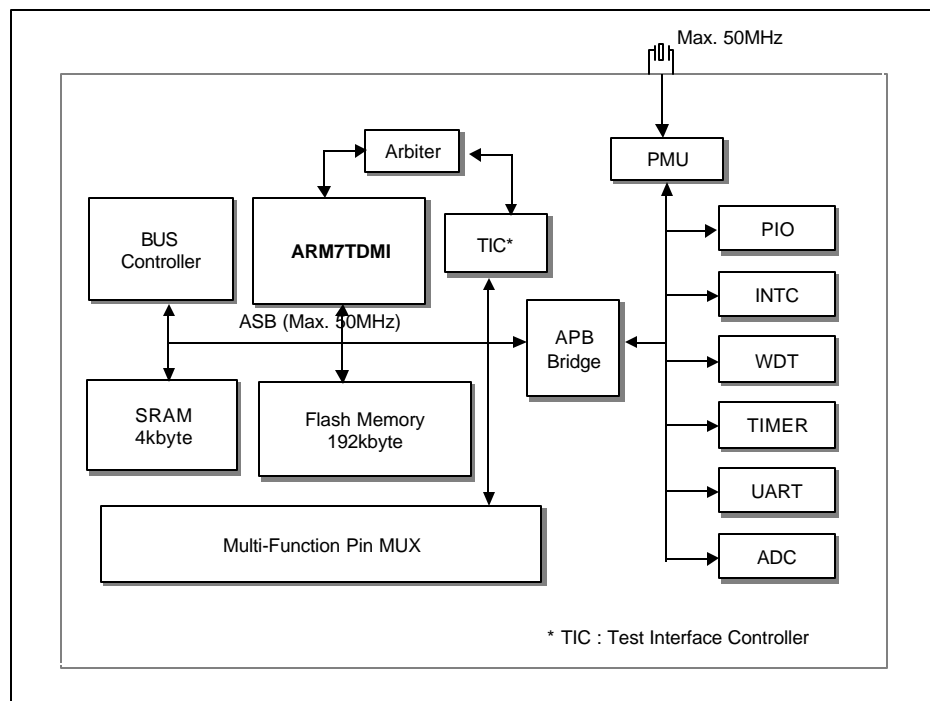 Max. 50MHz
Arbiter
PMU
BUS
Controller
ARM7TDMI
TIC*
PIO
INTC
ASB (Max. 50MHz)
APB
Bridge
WDT
SRAM
4kbyte
Flash Memory
192kbyte
TIMER
UART
Multi-Function Pin MUX
ADC
* TIC : Test Interface Controller